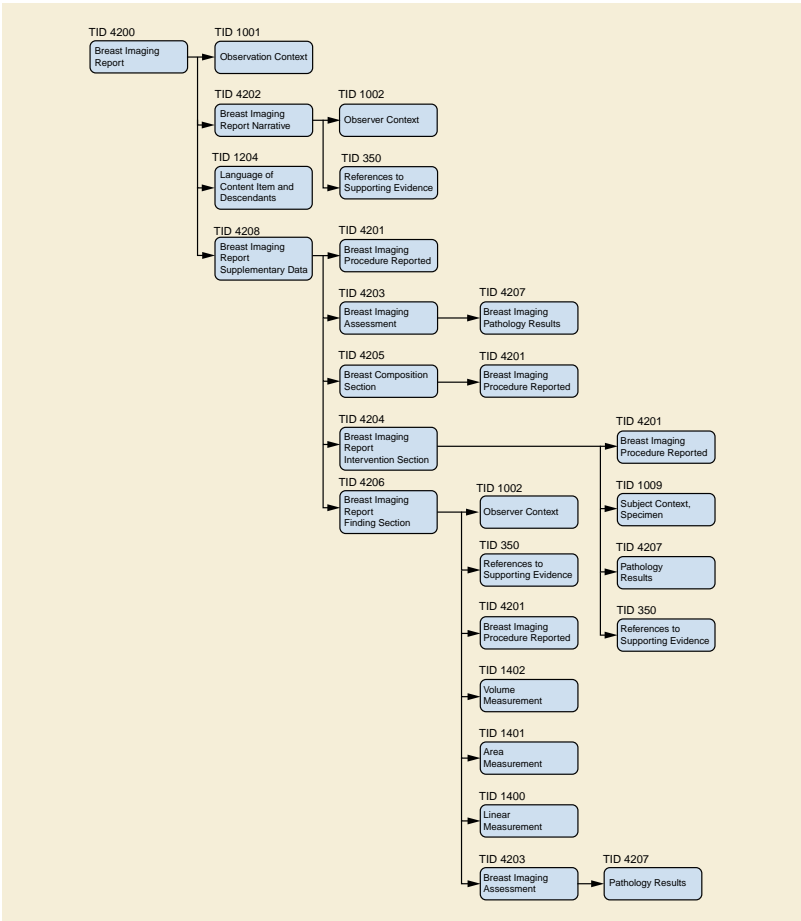 TID 4200
Breast Imaging
Report
TID 1001
Observation Context
TID 4202
Breast Imaging
Report Narrative
TID 1002
Observer Context
TID 350
References to
Supporting Evidence
TID 1204
Language of
Content Item and
Descendants
TID 4208
Breast Imaging
Report
Supplementary Data
TID 4201
Breast Imaging
Procedure Reported
TID 4203
Breast Imaging
Assessment
TID 4207
Breast Imaging
Pathology Results
TID 4205
Breast Composition
Section
TID 4201
Breast Imaging
Procedure Reported
TID 4204
Breast Imaging
Report
Intervention Section
TID 4201
Breast Imaging
Procedure Reported
TID 1009
Subject Context,
Specimen
TID 4207
Pathology
Results
TID 350
References to
Supporting Evidence
TID 4206
Breast Imaging
Report
Finding Section
TID 1002
Observer Context
TID 350
References to
Supporting Evidence
TID 4201
Breast Imaging
Procedure Reported
TID 1402
Volume
Measurement
TID 1401
Area
Measurement
TID 1400
Linear
Measurement
TID 4203
Breast Imaging
Assessment
TID 4207
Pathology Results